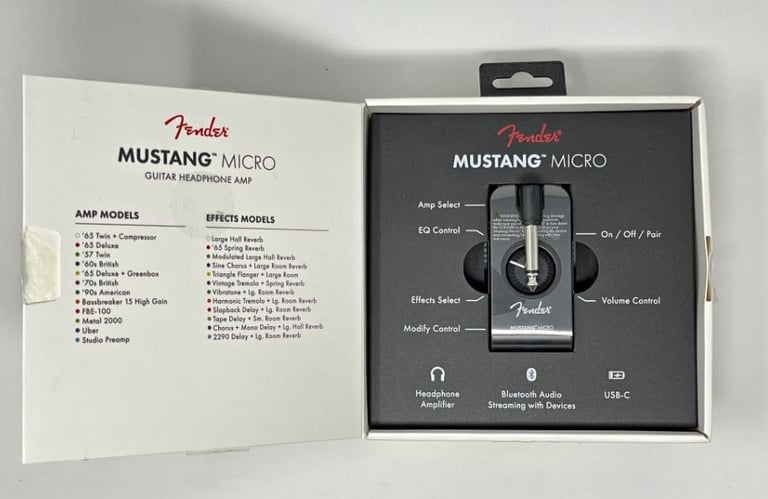 Fender
MUSTANG™ MICRO
GUITAR HEADPHONE AMP
AMP MODELS
'65 Twin + Compressor
'65 Deluxe
'57 Twin
'60s British
'65 Deluxe + Greenbox
'70s British
'90s American
Bassbreaker 15 High Gain
FBE-100
Metal 2000
Uber
Studio Preamp
EFFECTS MODELS
Large Hall Reverb
'65 Spring Reverb
Modulated Large Hall Reverb
Sine Chorus + Large Room Reverb
Triangle Flanger + Large Room
Vintage Tremolo + Spring Reverb
Vibratone + Lg. Room Reverb
Harmonic Tremolo + Lg. Room Reverb
Slapback Delay + Lg. Room Reverb
Tape Delay + Sm. Room Reverb
Chorus + Mono Delay + Lg. Hall Reverb
2290 Delay + Lg. Room Reverb
Fender®
MUSTANG™ MICRO
Amp Select
EQ Control
On / Off / Pair
Effects Select
Volume Control
Modify Control
Fender
MUSTANG MICRO
Headphone
Amplifier
Bluetooth Audio
Streaming with Devices
USB-C